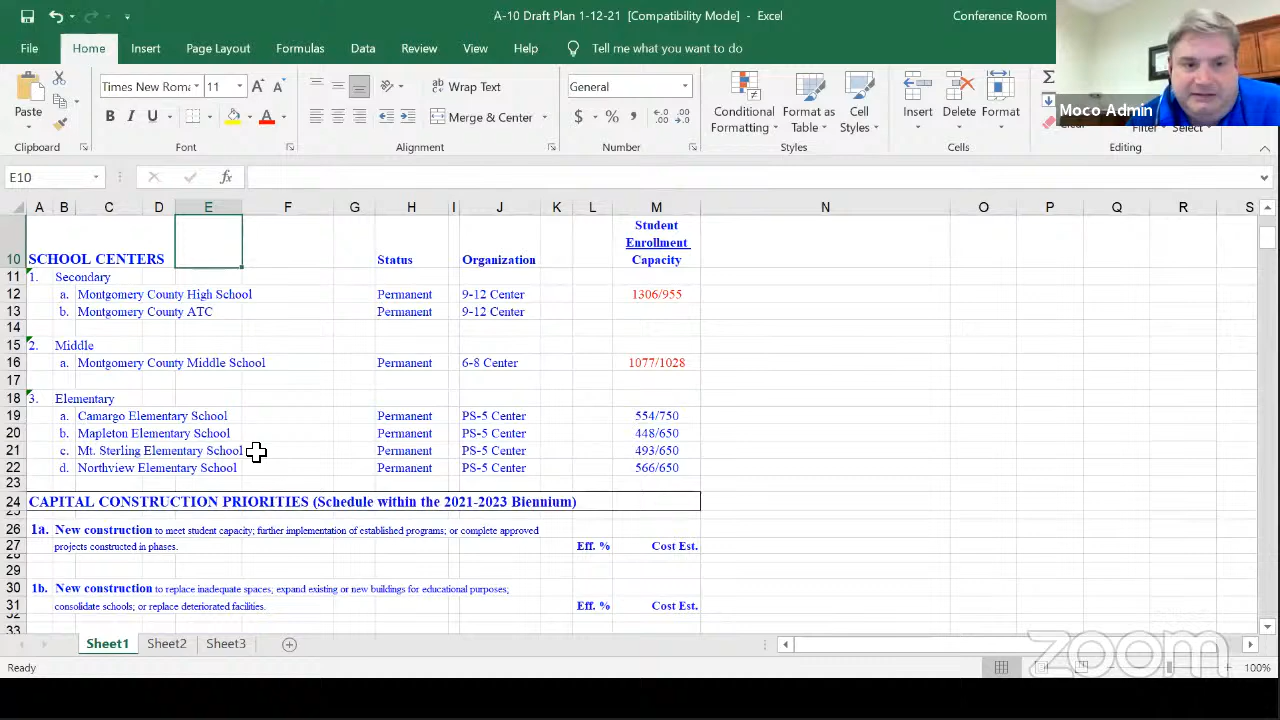 A-10 Draft Plan 1-12-21 [Compatibility Mode] - Excel
Conference Room
File Home Insert Page Layout Formulas Data Review View Help Tell me what you want to do
Moco Admin
Paste
Clipboard
Times New Roma 11
B I U
Font
Wrap Text
Merge & Center
Alignment
General
$ % ,
Number
Conditional Formatting
Format as Table
Cell Styles
Styles
Insert Delete Format
Cells
Filter Select
Editing
E10
fx
A B C D E F G H I J K L M N O P Q R S
Student
Enrollment
10 SCHOOL CENTERS Status Organization Capacity
11 1. Secondary
12 a. Montgomery County High School Permanent 9-12 Center 1306/955
13 b. Montgomery County ATC Permanent 9-12 Center
14
15 2. Middle
16 a. Montgomery County Middle School Permanent 6-8 Center 1077/1028
17
18 3. Elementary
19 a. Camargo Elementary School Permanent PS-5 Center 554/750
20 b. Mapleton Elementary School Permanent PS-5 Center 448/650
21 c. Mt. Sterling Elementary School Permanent PS-5 Center 493/650
22 d. Northview Elementary School Permanent PS-5 Center 566/650
23
24 CAPITAL CONSTRUCTION PRIORITIES (Schedule within the 2021-2023 Biennium)
26 1a. New construction to meet student capacity; further implementation of established programs; or complete approved
27 projects constructed in phases. Eff. % Cost Est.
29
30 1b. New construction to replace inadequate spaces; expand existing or new buildings for educational purposes;
31 consolidate schools; or replace deteriorated facilities. Eff. % Cost Est.
33
Sheet1 Sheet2 Sheet3
Ready
100%
zoom